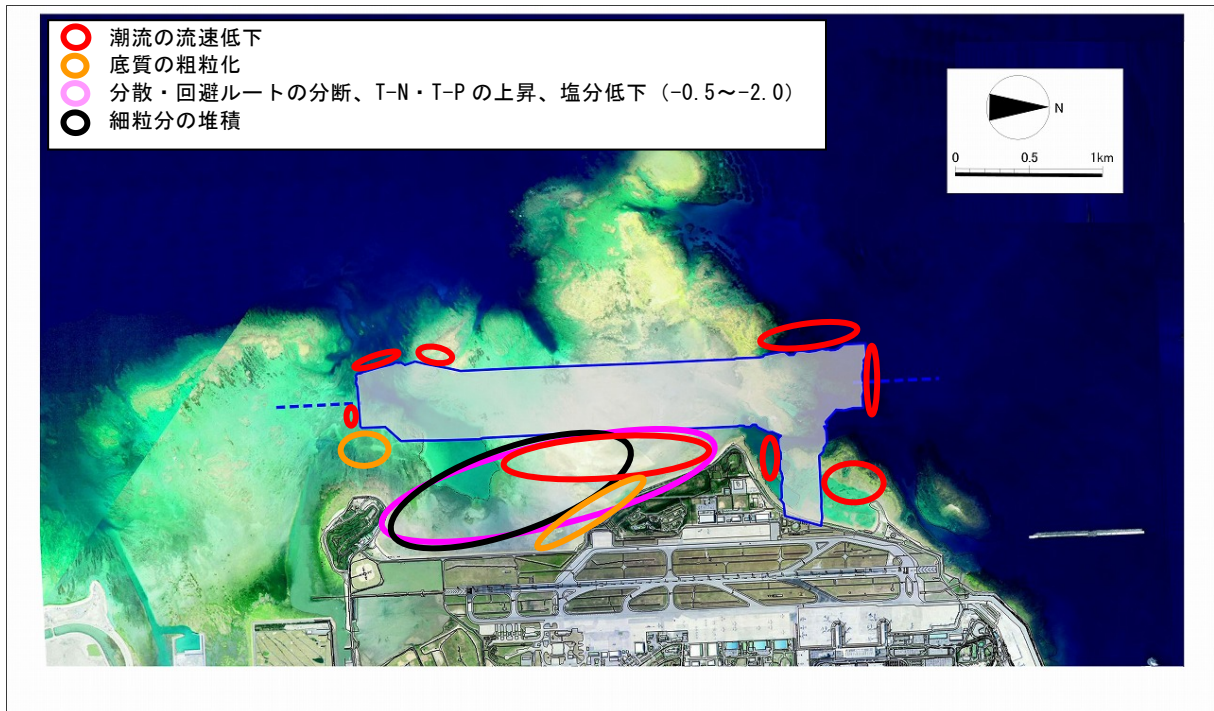 潮流の流速低下
底質の粗粒化
分散・回避ルートの分断、T-N・T-P の上昇、塩分低下（-0.5～-2.0）
細粒分の堆積
N
0 0.5 1km